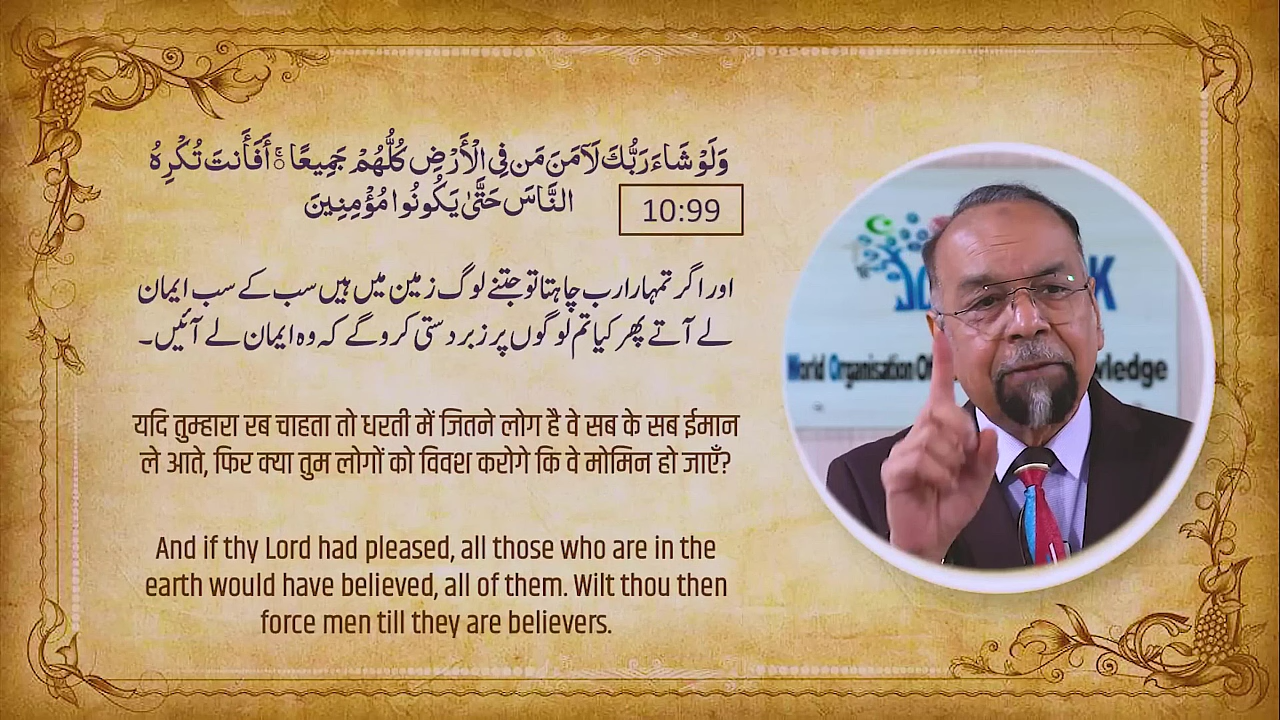 وَلَوْ شَاءَ رَبُّكَ لَآمَنَ مَن فِي الْأَرْضِ كُلُّهُمْ جَمِيعًا ۚ أَفَأَنتَ تُكْرِهُ
النَّاسَ حَتَّىٰ يَكُونُوا مُؤْمِنِينَ
10:99
اور اگر تمہارا رب چاہتا تو جتنے لوگ زمین میں ہیں سب کے سب ایمان
لے آتے پھر کیا تم لوگوں پر زبردستی کرو گے کہ وہ ایمان لے آئیں۔
यदि तुम्हारा रब चाहता तो धरती में जितने लोग है वे सब के सब ईमान
ले आते, फिर क्या तुम लोगों को विवश करोगे कि वे मोमिन हो जाएँ?
And if thy Lord had pleased, all those who are in the
earth would have believed, all of them. Wilt thou then
force men till they are believers.
K
World Organisation Of
wledge